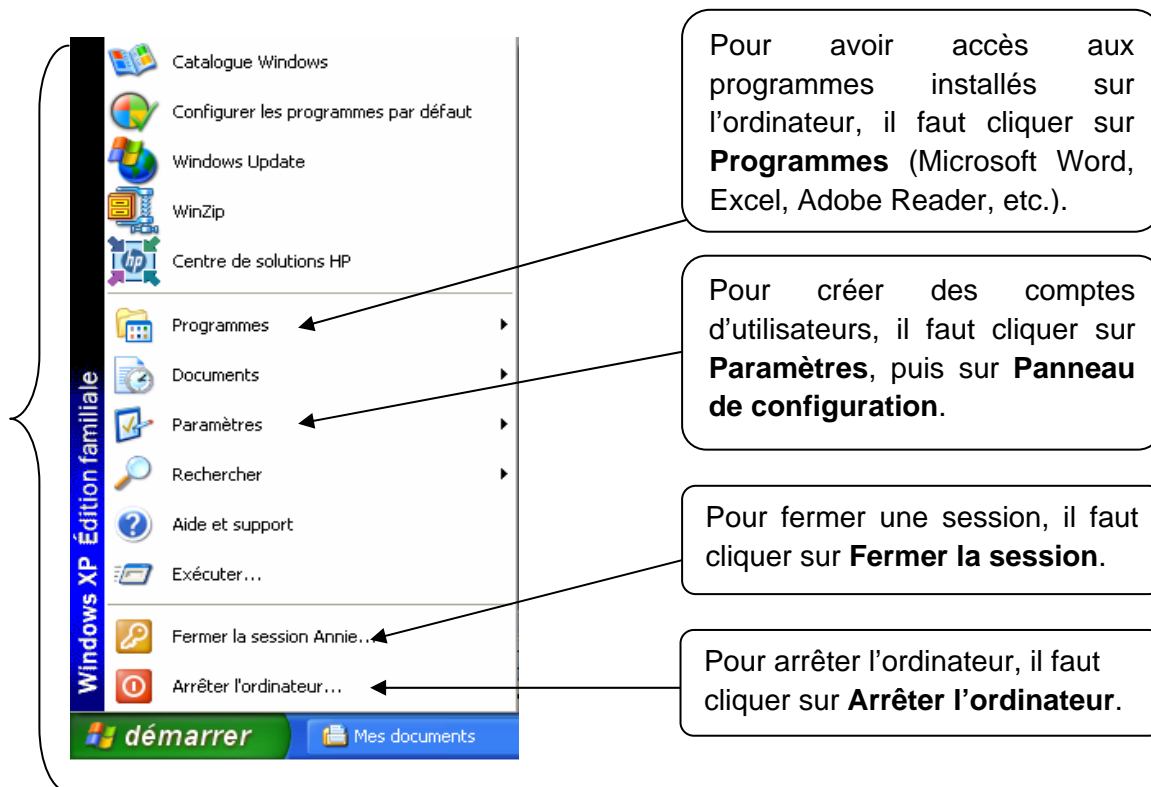 Catalogue Windows
Configurer les programmes par défaut
Windows Update
WinZip
Centre de solutions HP
Programmes
Documents
Paramètres
Rechercher
Aide et support
Exécuter...
Fermer la session Annie...
Arrêter l'ordinateur...
Windows XP Édition familiale
démarrer
Mes documents
Pour avoir accès aux
programmes installés sur
l’ordinateur, il faut cliquer sur
Programmes (Microsoft Word,
Excel, Adobe Reader, etc.).
Pour créer des comptes
d’utilisateurs, il faut cliquer sur
Paramètres, puis sur Panneau
de configuration.
Pour fermer une session, il faut
cliquer sur Fermer la session.
Pour arrêter l’ordinateur, il faut
cliquer sur Arrêter l’ordinateur.
hp